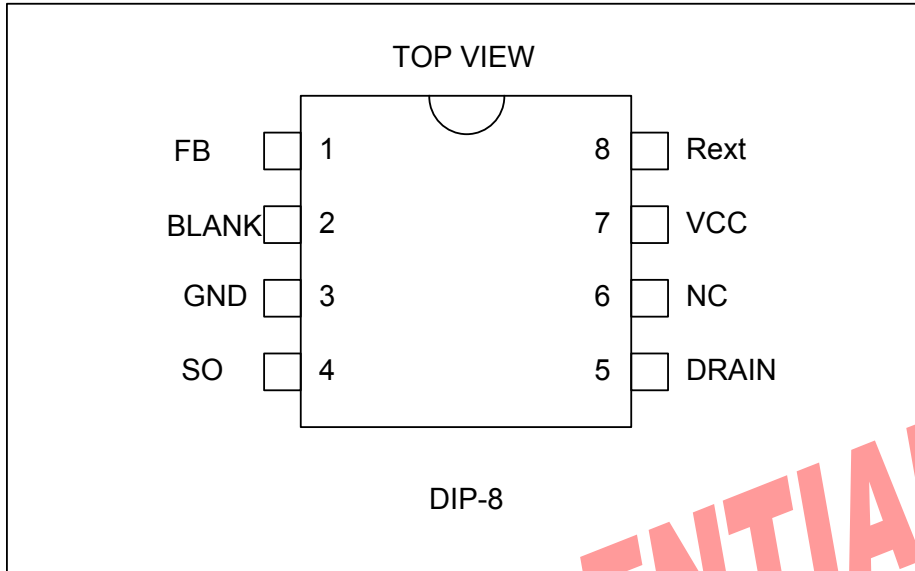 TOP VIEW
FB 1 8 Rext
BLANK 2 7 VCC
GND 3 6 NC
SO 4 5 DRAIN
DIP-8